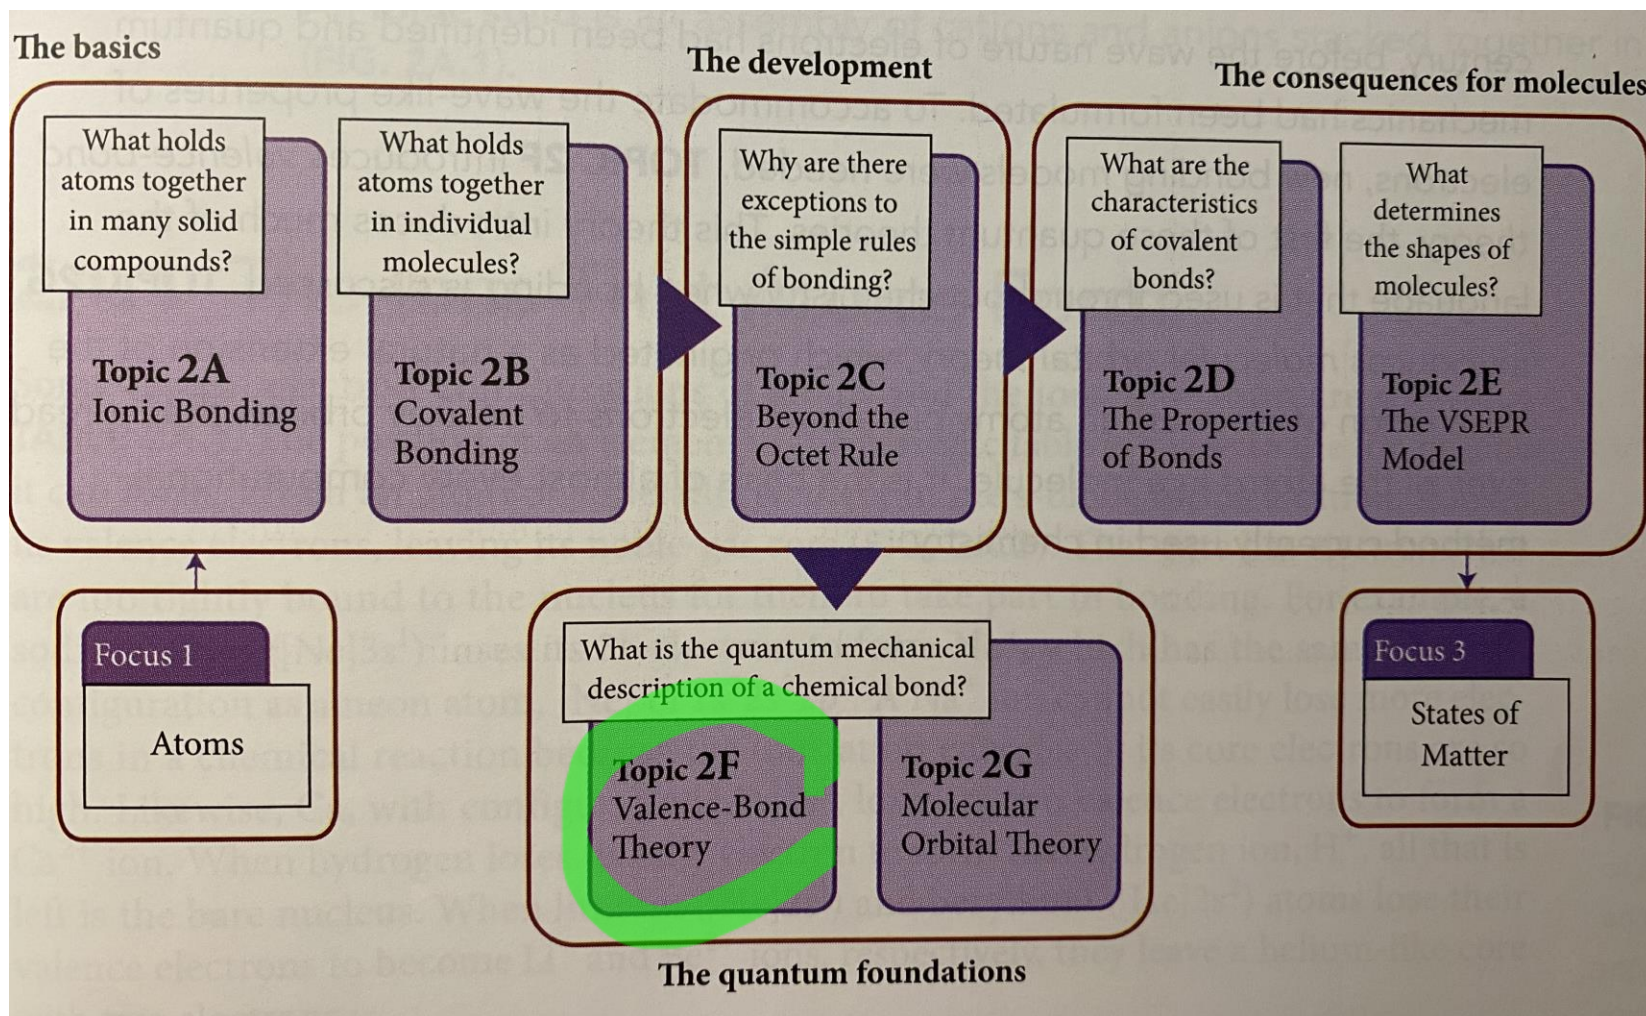 The basics
What holds
atoms together
in many solid
compounds?
Topic 2A
Ionic Bonding
What holds
atoms together
in individual
molecules?
Topic 2B
Covalent
Bonding
The development
Why are there
exceptions to
the simple rules
of bonding?
Topic 2C
Beyond the
Octet Rule
The consequences for molecules
What are the
characteristics
of covalent
bonds?
Topic 2D
The Properties
of Bonds
What
determines
the shapes of
molecules?
Topic 2E
The VSEPR
Model
Focus 1
Atoms
What is the quantum mechanical
description of a chemical bond?
Topic 2F
Valence-Bond
Theory
Topic 2G
Molecular
Orbital Theory
The quantum foundations
Focus 3
States of
Matter